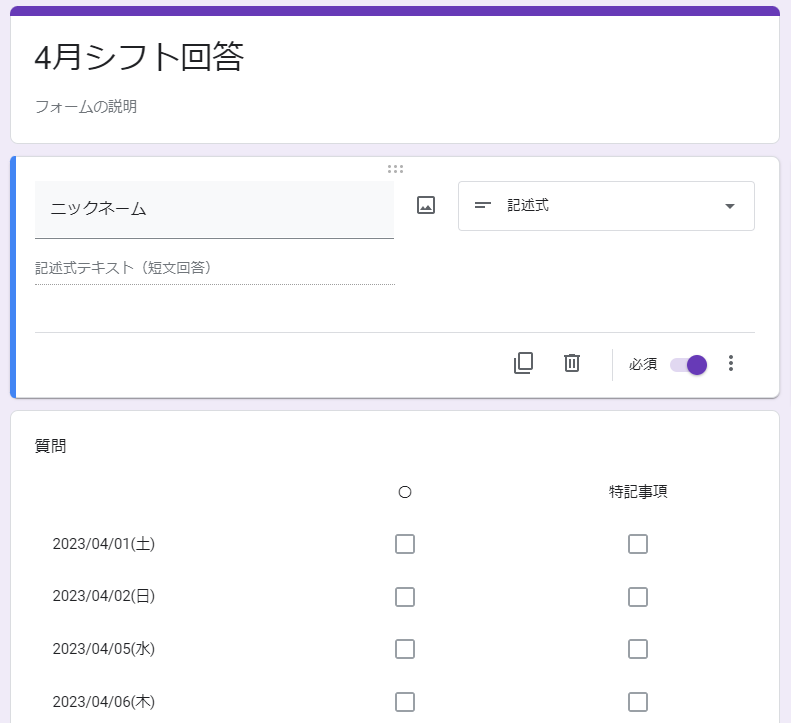 4月シフト回答
フォームの説明
ニックネーム
記述式
記述式テキスト（短文回答）
必須
質問
○ 特記事項
2023/04/01(土)
2023/04/02(日)
2023/04/05(水)
2023/04/06(木)